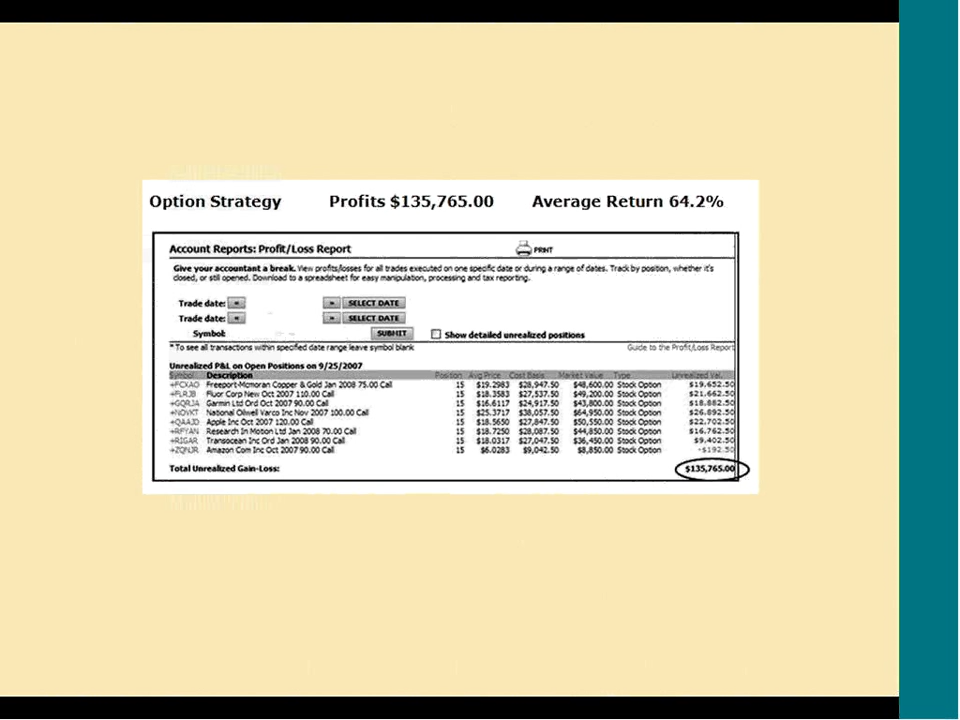 Option Strategy Profits $135,765.00 Average Return 64.2%
Account Reports: Profit/Loss Report PRINT
Give your accountant a break. View profits/losses for all trades executed on one specific date or during a range of dates. Track by position, whether it's
closed, or still opened. Download to a spreadsheet for easy manipulation, processing and tax reporting.
Trade date: « » SELECT DATE
Trade date: « » SELECT DATE
Symbol: SUBMIT Show detailed unrealized positions
* To see all transactions within specified date range leave symbol blank Guide to the Profit/Loss Report
Unrealized P&L on Open Positions on 9/25/2007
Symbol Description Position Avg Price Cost Basis Market Value Type Unrealized Val.
+FCXAO Freeport-Mcmoran Copper & Gold Jan 2008 75.00 Call 15 $19.2983 $28,947.50 $48,600.00 Stock Option $19,652.50
+FLRJB Fluor Corp New Oct 2007 110.00 Call 15 $18.3583 $27,537.50 $49,200.00 Stock Option $21,662.50
+GQRJA Garmin Ltd Ord Oct 2007 90.00 Call 15 $16.6117 $24,917.50 $43,800.00 Stock Option $18,882.50
+NOVKT National Oilwell Varco Inc Nov 2007 100.00 Call 15 $25.3717 $38,057.50 $64,950.00 Stock Option $26,892.50
+QAAJD Apple Inc Oct 2007 120.00 Call 15 $18.5650 $27,847.50 $50,550.00 Stock Option $22,702.50
+RFYAN Research In Motion Ltd Jan 2008 70.00 Call 15 $18.7250 $28,087.50 $44,850.00 Stock Option $16,762.50
+RIGAR Transocean Inc Ord Jan 2008 90.00 Call 15 $18.0317 $27,047.50 $36,450.00 Stock Option $9,402.50
+ZQNJR Amazon Com Inc Oct 2007 90.00 Call 15 $6.0283 $9,042.50 $8,850.00 Stock Option -$192.50
Total Unrealized Gain-Loss: $135,765.00